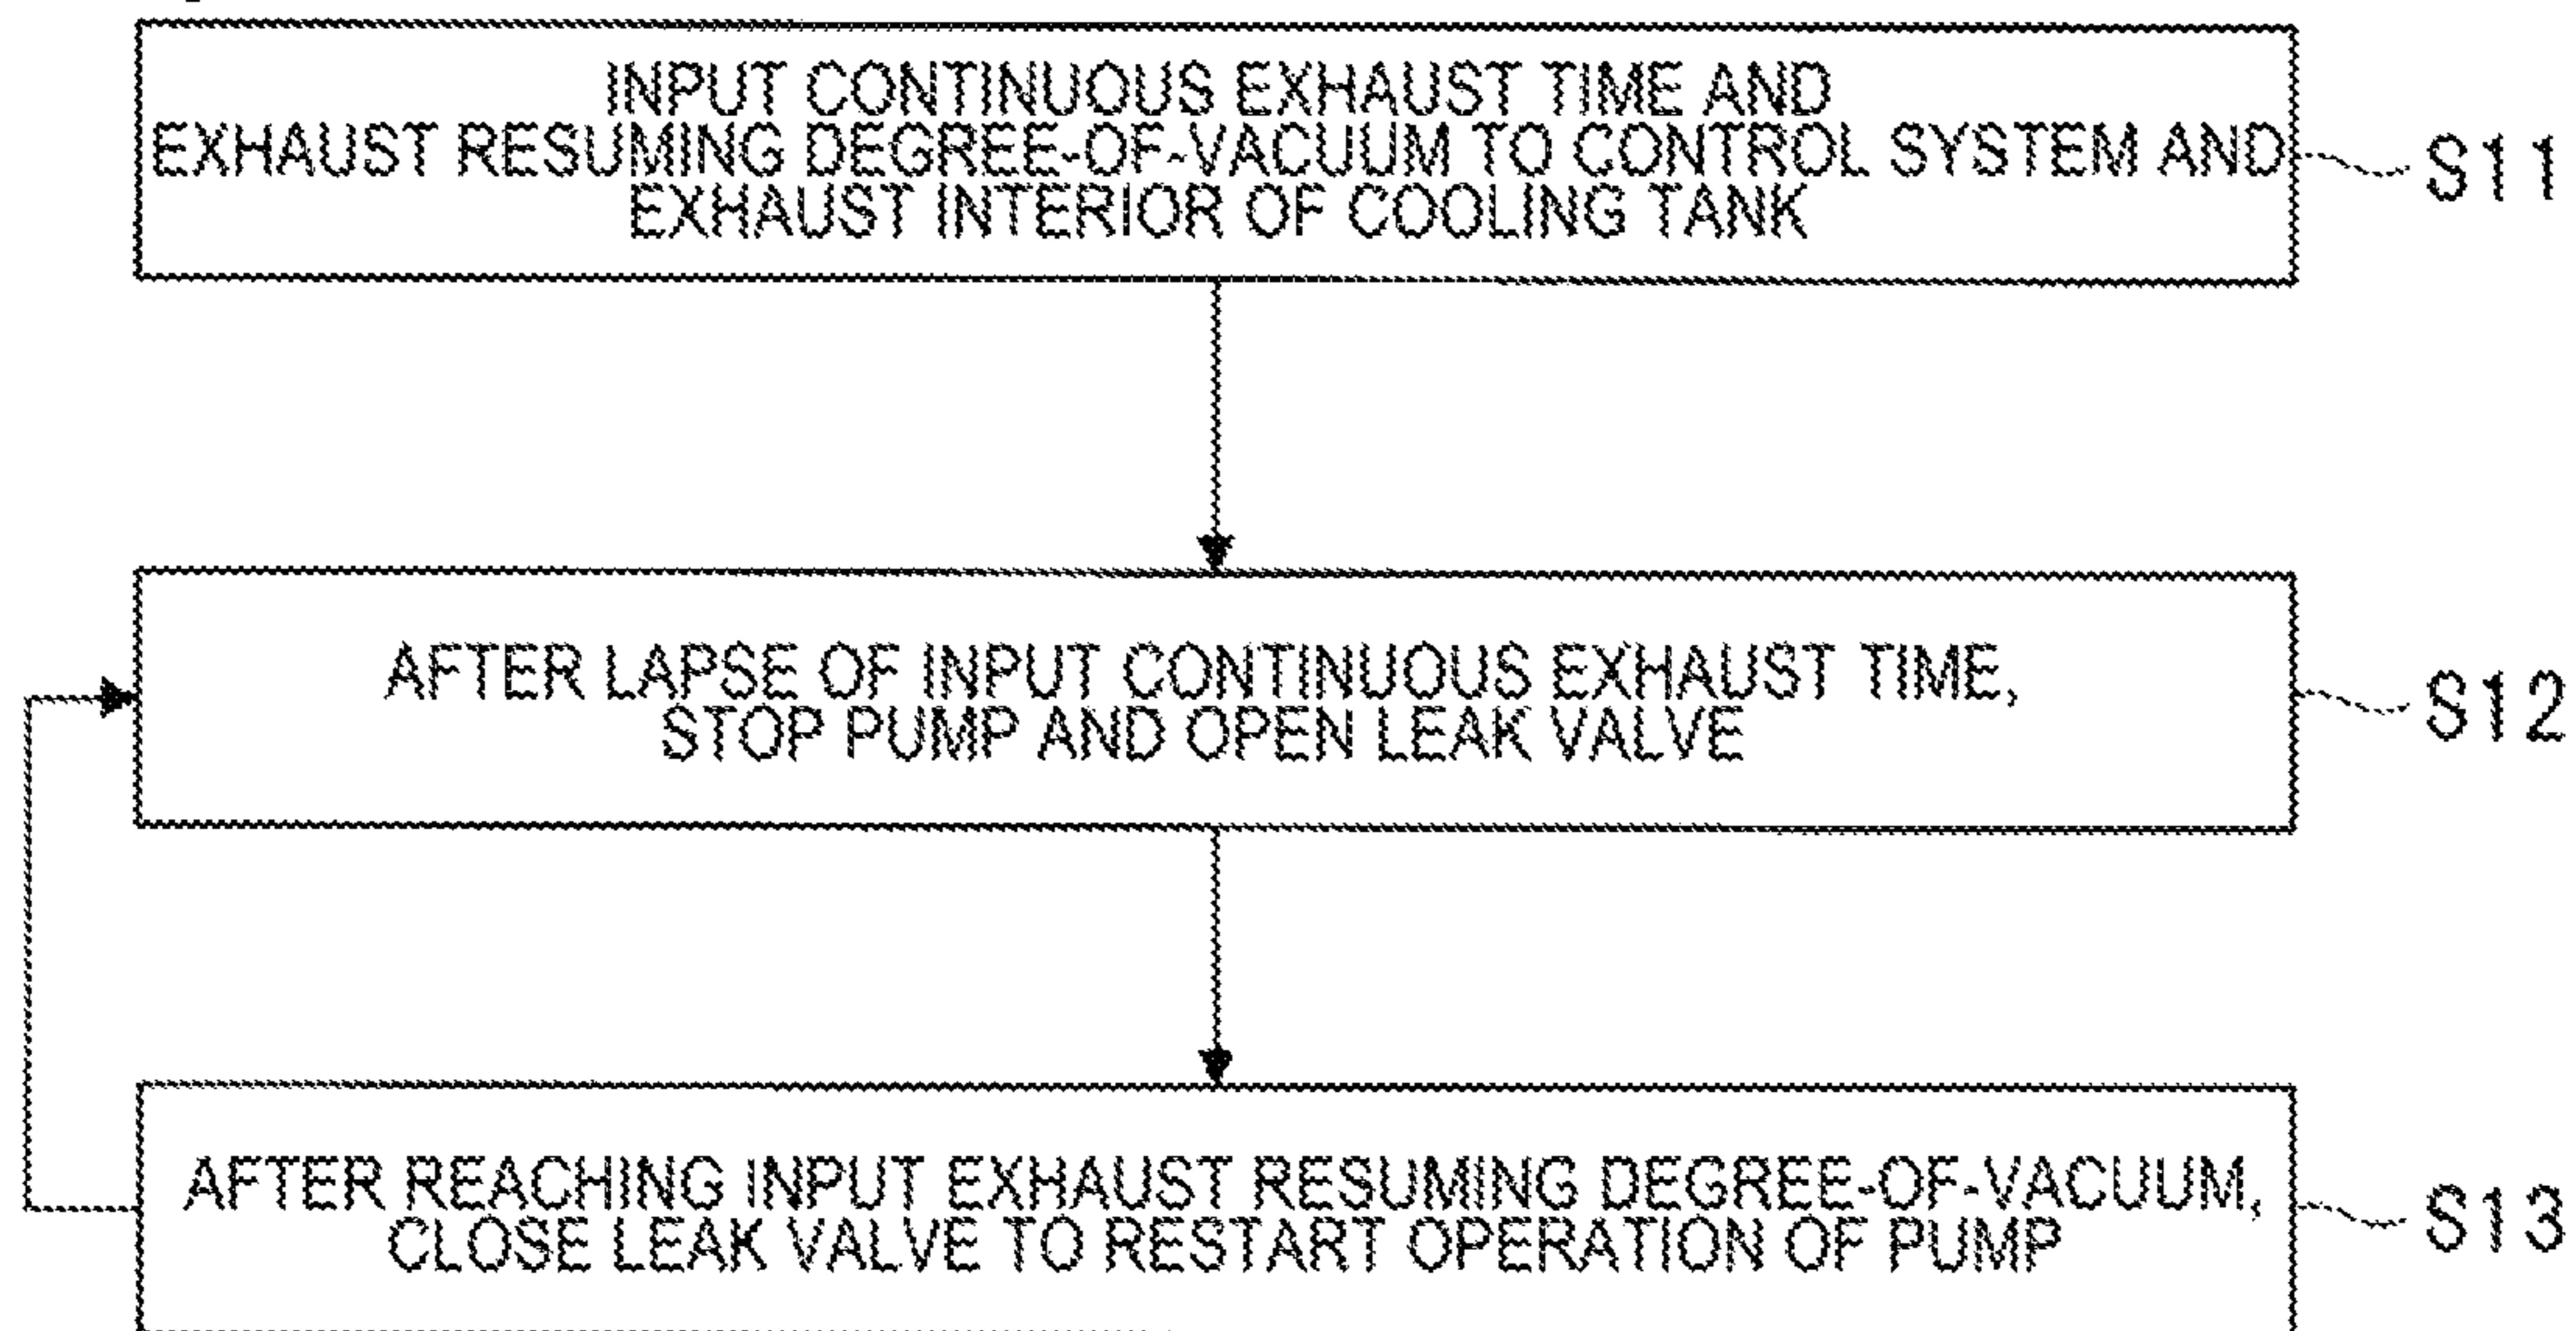 INPUT CONTINUOUS EXHAUST TIME AND
EXHAUST RESUMING DEGREE-OF-VACUUM TO CONTROL SYSTEM AND
EXHAUST INTERIOR OF COOLING TANK
S11
AFTER LAPSE OF INPUT CONTINUOUS EXHAUST TIME,
STOP PUMP AND OPEN LEAK VALVE
S12
AFTER REACHING INPUT EXHAUST RESUMING DEGREE-OF-VACUUM,
CLOSE LEAK VALVE TO RESTART OPERATION OF PUMP
S13